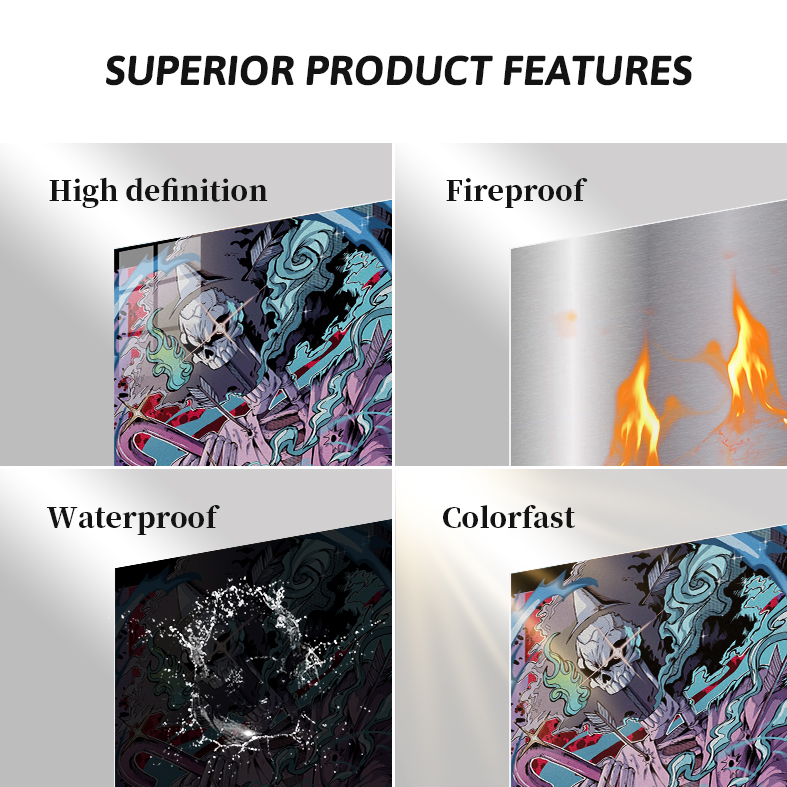 SUPERIOR PRODUCT FEATURES
High definition
Fireproof
Waterproof
Colorfast